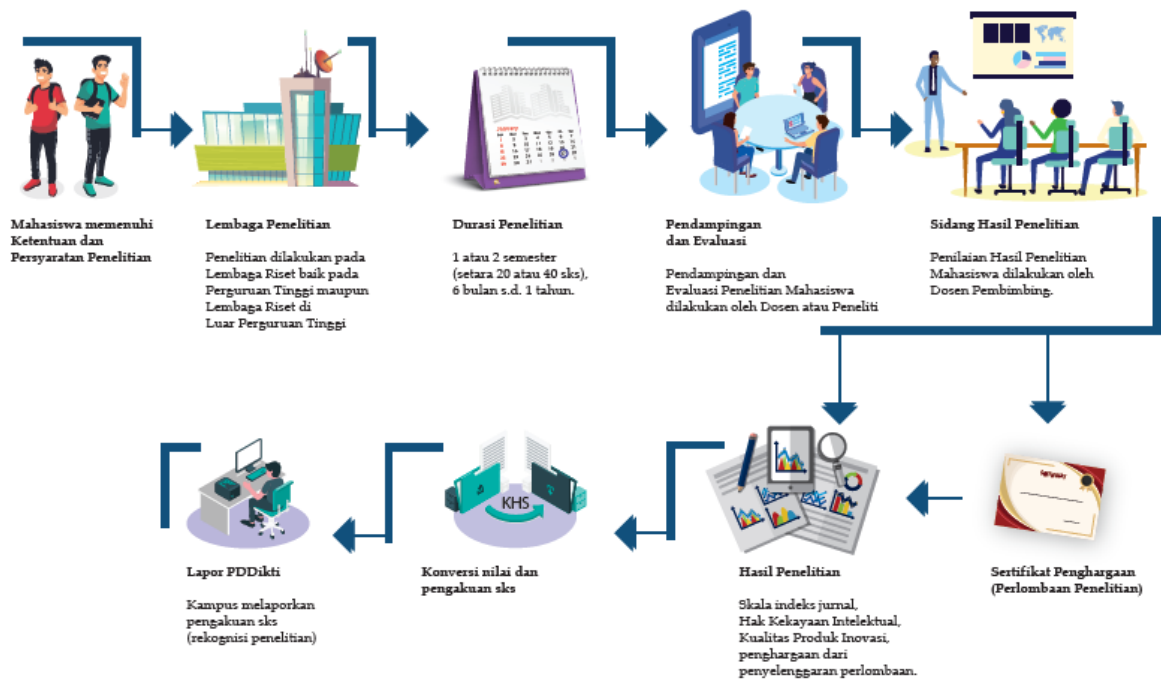 Mahasiswa memenuhi
Ketentuan dan
Persyaratan Penelitian
Lembaga Penelitian
Penelitian dilakukan pada
Lembaga Riset baik pada
Perguruan Tinggi maupun
Lembaga Riset di
Luar Perguruan Tinggi
Durasi Penelitian
1 atau 2 semester
(setara 20 atau 40 sks),
6 bulan s.d. 1 tahun.
Pendampingan
dan Evaluasi
Pendampingan dan
Evaluasi Penelitian Mahasiswa
dilakukan oleh Dosen atau Peneliti
Sidang Hasil Penelitian
Penilaian Hasil Penelitian
Mahasiswa dilakukan oleh
Dosen Pembimbing.
KHS
Lapor PDDikti
Kampus melaporkan
pengakuan sks
(rekognisi penelitian)
Konversi nilai dan
pengakuan sks
Hasil Penelitian
Skala indeks jurnal,
Hak Kekayaan Intelektual,
Kualitas Produk Inovasi,
penghargaan dari
penyelenggaran perlombaan.
Sertifikat Penghargaan
(Perlombaan Penelitian)